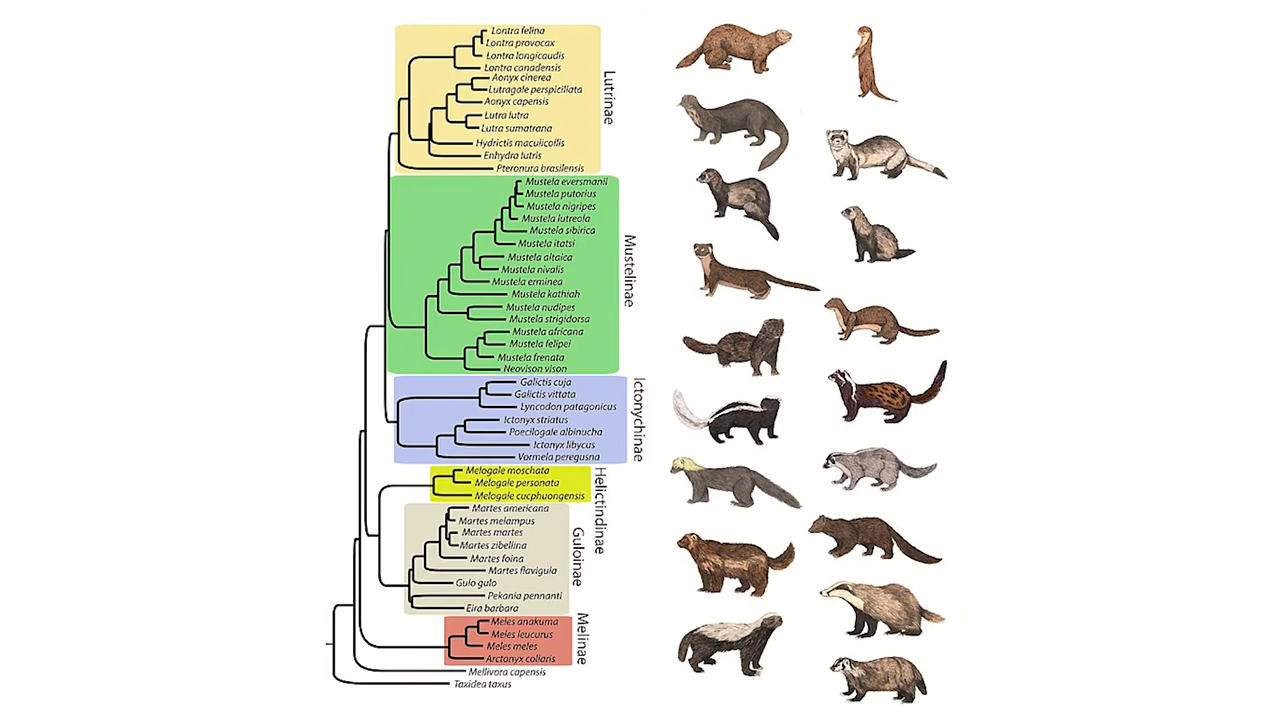 Lontra felina
Lontra provocax
Lontra longicaudis
Lontra canadensis
Aonyx cinerea
Lutragale perspicillata
Aonyx capensis
Lutra lutra
Lutra sumatrana
Hydrictis maculicollis
Enhydra lutris
Pteronura brasilensis
Lutrinae
Mustela eversmanii
Mustela putorius
Mustela nigripes
Mustela lutreola
Mustela sibirica
Mustela itatsi
Mustela altaica
Mustela nivalis
Mustela erminea
Mustela kathiah
Mustela nudipes
Mustela strigidorsa
Mustela africana
Mustela felipei
Mustela frenata
Neovison vison
Mustelinae
Galictis cuja
Galictis vittata
Lyncodon patagonicus
Ictonyx striatus
Poecilogale albinucha
Ictonyx libycus
Vormela peregusna
Ictonychinae
Melogale moschata
Melogale personata
Melogale cucphuongensis
Helictindinae
Martes americana
Martes melampus
Martes martes
Martes zibellina
Martes foina
Martes flavigula
Gulo gulo
Pekania pennanti
Eira barbara
Guloinae
Meles anakuma
Meles leucurus
Meles meles
Arctonyx collaris
Melinae
Mellivora capensis
Taxidea taxus